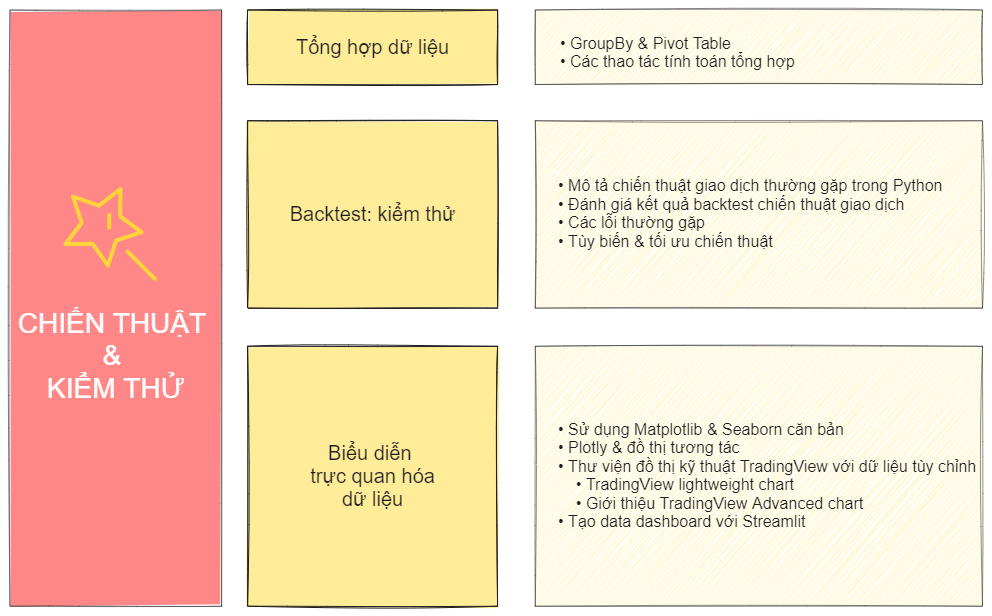 CHIẾN THUẬT
&
KIỂM THỬ
Tổng hợp dữ liệu
• GroupBy & Pivot Table
• Các thao tác tính toán tổng hợp
Backtest: kiểm thử
• Mô tả chiến thuật giao dịch thường gặp trong Python
• Đánh giá kết quả backtest chiến thuật giao dịch
• Các lỗi thường gặp
• Tùy biến & tối ưu chiến thuật
Biểu diễn
trực quan hóa
dữ liệu
• Sử dụng Matplotlib & Seaborn căn bản
• Plotly & đồ thị tương tác
• Thư viện đồ thị kỹ thuật TradingView với dữ liệu tùy chỉnh
• TradingView lightweight chart
• Giới thiệu TradingView Advanced chart
• Tạo data dashboard với Streamlit